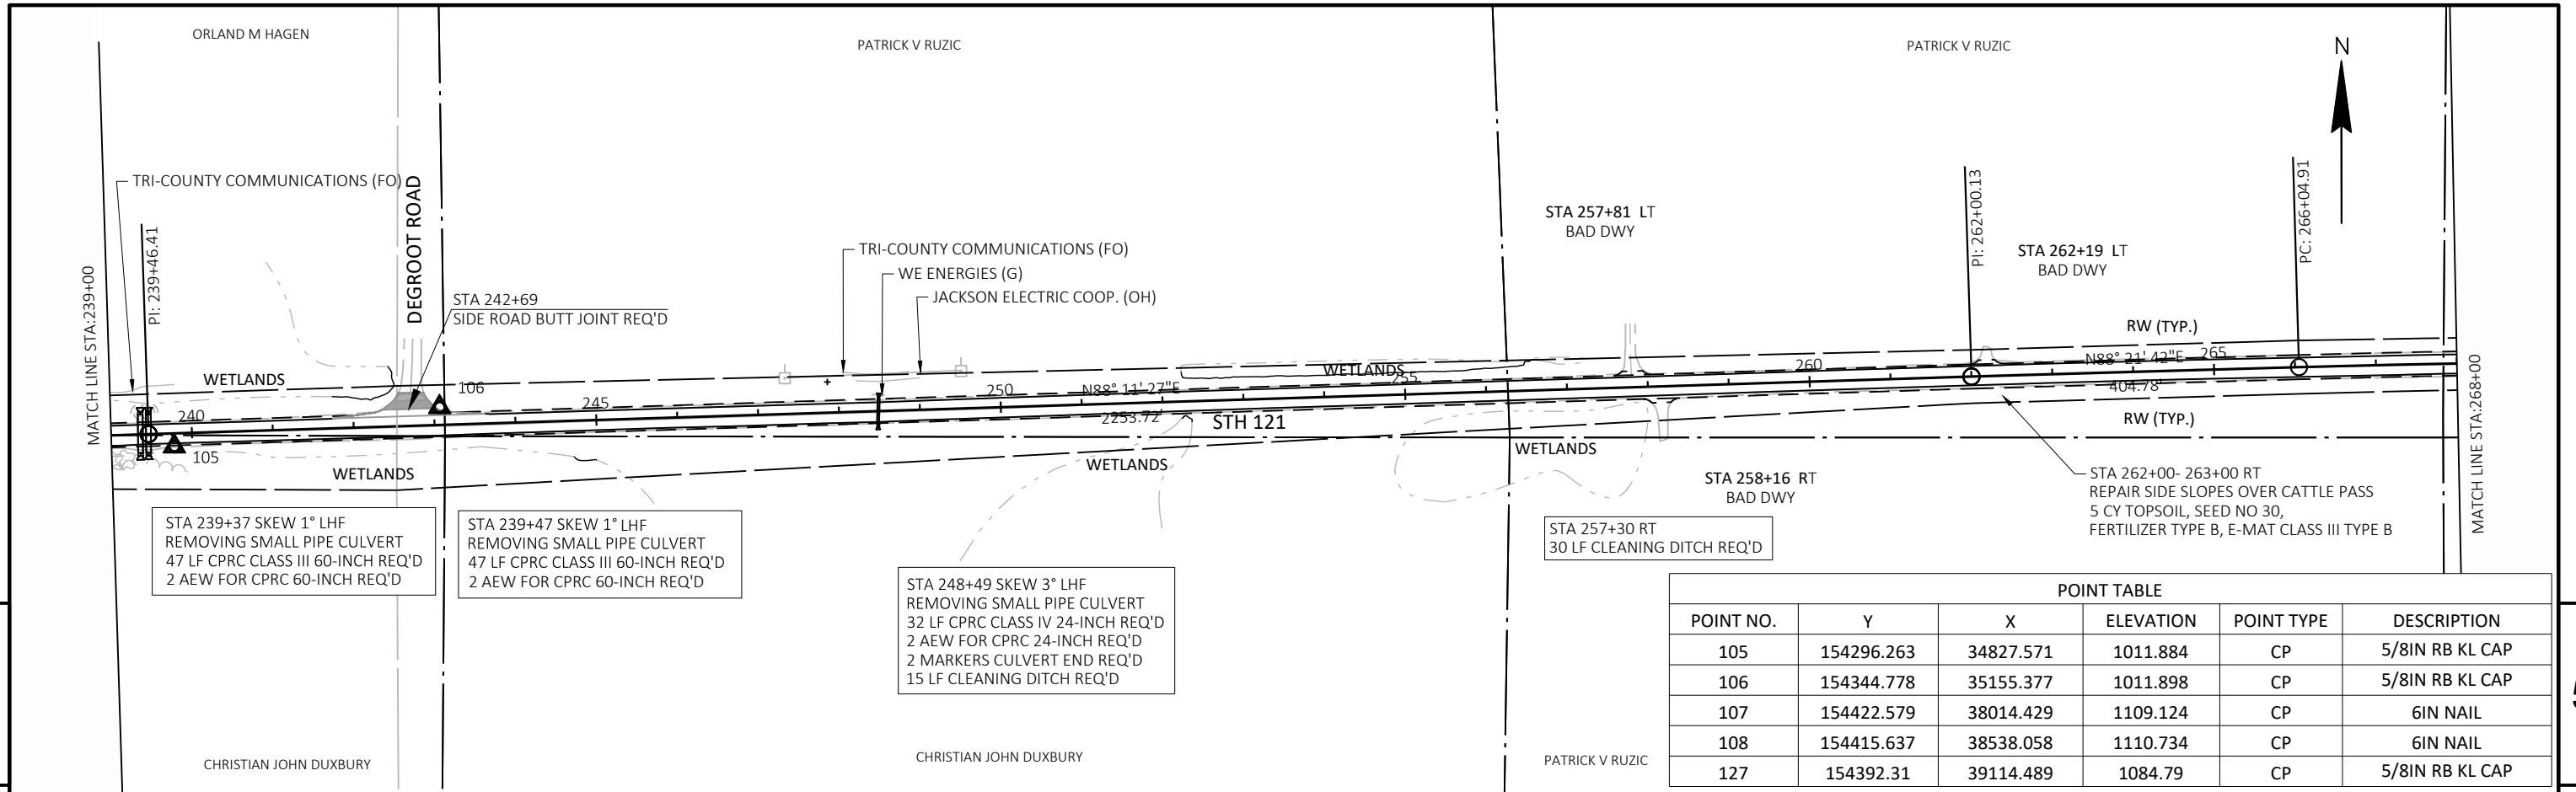 ORLAND M HAGEN
PATRICK V RUZIC
PATRICK V RUZIC
N
TRI-COUNTY COMMUNICATIONS (FO)
DEGROOT ROAD
PI: 239+46.41
MATCH LINE STA:239+00
STA 242+69
SIDE ROAD BUTT JOINT REQ'D
TRI-COUNTY COMMUNICATIONS (FO)
WE ENERGIES (G)
JACKSON ELECTRIC COOP. (OH)
STA 257+81 LT
BAD DWY
PI: 262+00.13
STA 262+19 LT
BAD DWY
PC: 266+04.91
RW (TYP.)
MATCH LINE STA:268+00
WETLANDS
106
240
245
250
N88° 11' 27"E
WETLANDS
255
260
N88° 21' 42"E
265
2253.72'
STH 121
404.78'
RW (TYP.)
105
WETLANDS
WETLANDS
WETLANDS
STA 258+16 RT
BAD DWY
STA 262+00- 263+00 RT
REPAIR SIDE SLOPES OVER CATTLE PASS
5 CY TOPSOIL, SEED NO 30,
FERTILIZER TYPE B, E-MAT CLASS III TYPE B
STA 239+37 SKEW 1° LHF
REMOVING SMALL PIPE CULVERT
47 LF CPRC CLASS III 60-INCH REQ'D
2 AEW FOR CPRC 60-INCH REQ'D
STA 239+47 SKEW 1° LHF
REMOVING SMALL PIPE CULVERT
47 LF CPRC CLASS III 60-INCH REQ'D
2 AEW FOR CPRC 60-INCH REQ'D
STA 248+49 SKEW 3° LHF
REMOVING SMALL PIPE CULVERT
32 LF CPRC CLASS IV 24-INCH REQ'D
2 AEW FOR CPRC 24-INCH REQ'D
2 MARKERS CULVERT END REQ'D
15 LF CLEANING DITCH REQ'D
STA 257+30 RT
30 LF CLEANING DITCH REQ'D
POINT TABLE
POINT NO. Y X ELEVATION POINT TYPE DESCRIPTION
105 154296.263 34827.571 1011.884 CP 5/8IN RB KL CAP
106 154344.778 35155.377 1011.898 CP 5/8IN RB KL CAP
107 154422.579 38014.429 1109.124 CP 6IN NAIL
108 154415.637 38538.058 1110.734 CP 6IN NAIL
127 154392.31 39114.489 1084.79 CP 5/8IN RB KL CAP
CHRISTIAN JOHN DUXBURY
CHRISTIAN JOHN DUXBURY
PATRICK V RUZIC